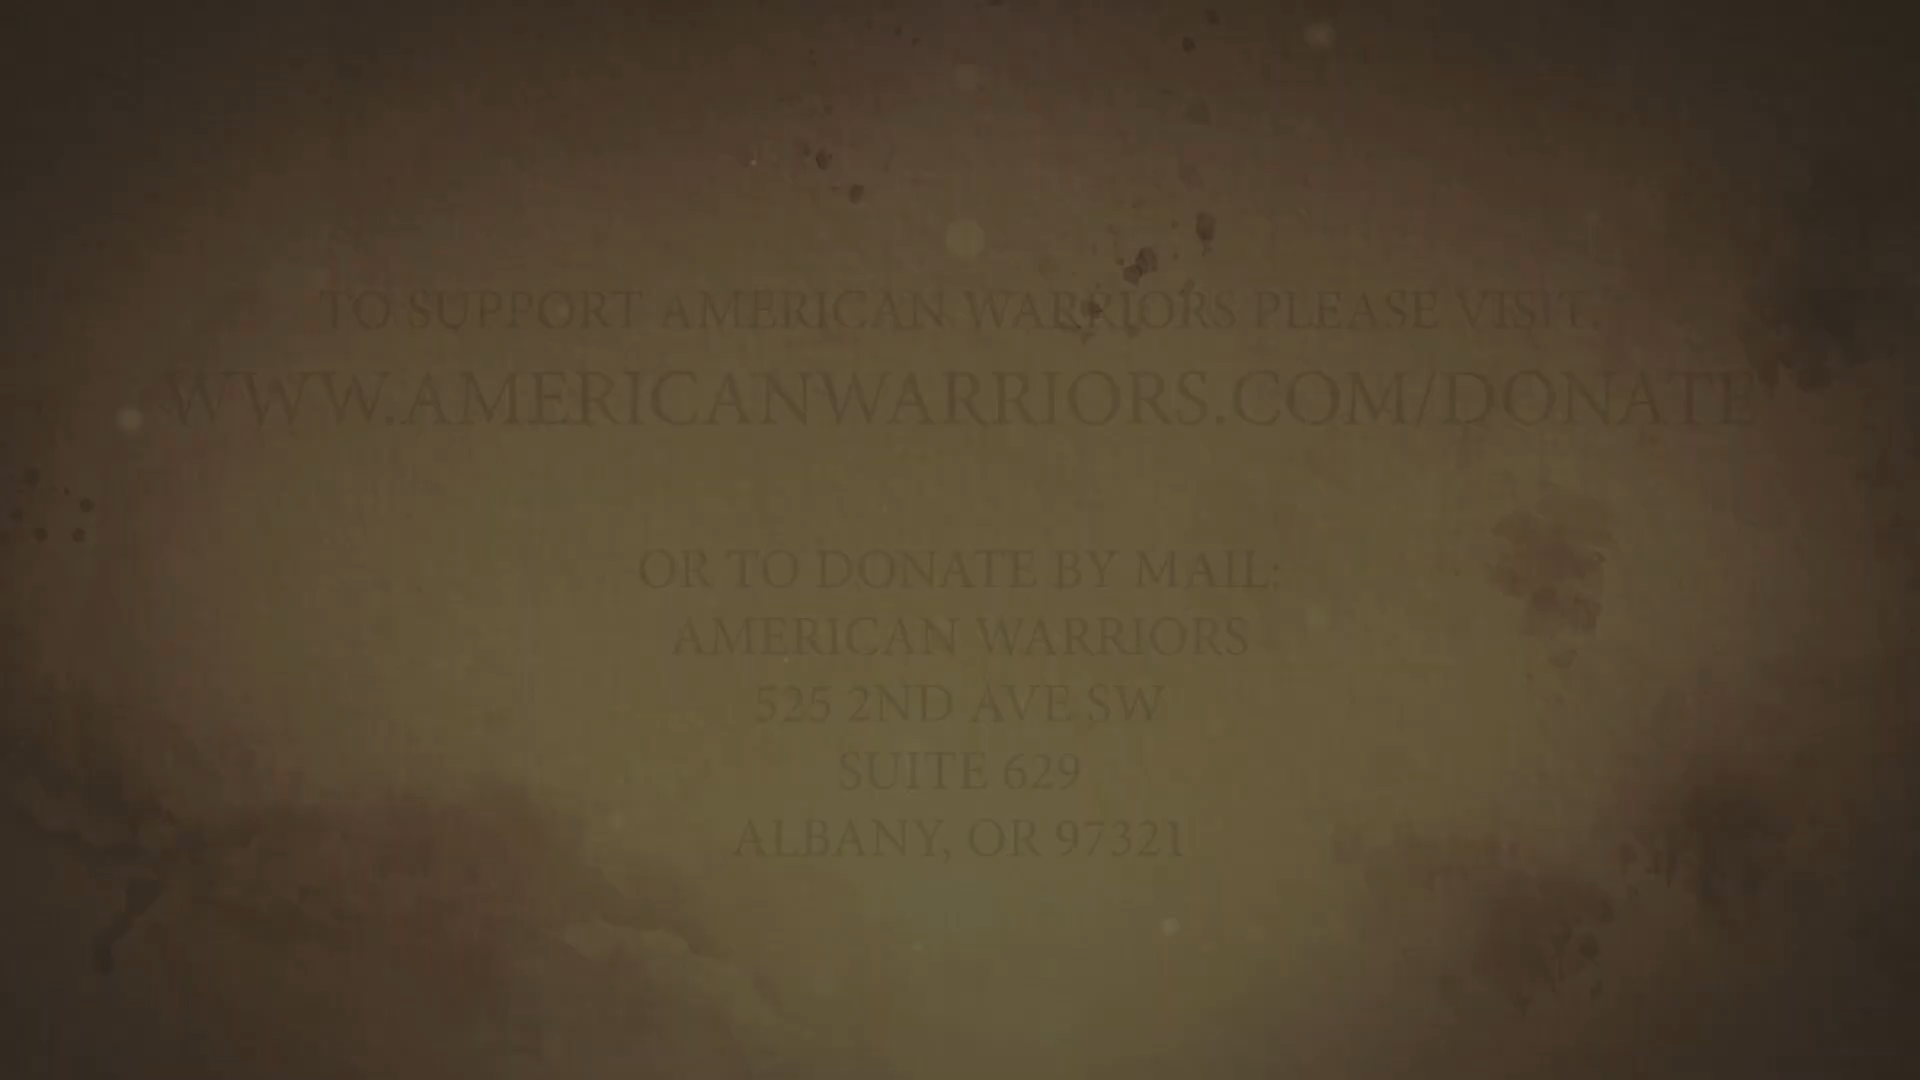 TO SUPPORT AMERICAN WARRIORS PLEASE VISIT:
WWW.AMERICANWARRIORS.COM/DONATE
OR TO DONATE BY MAIL:
AMERICAN WARRIORS
525 2ND AVE SW
SUITE 629
ALBANY, OR 97321